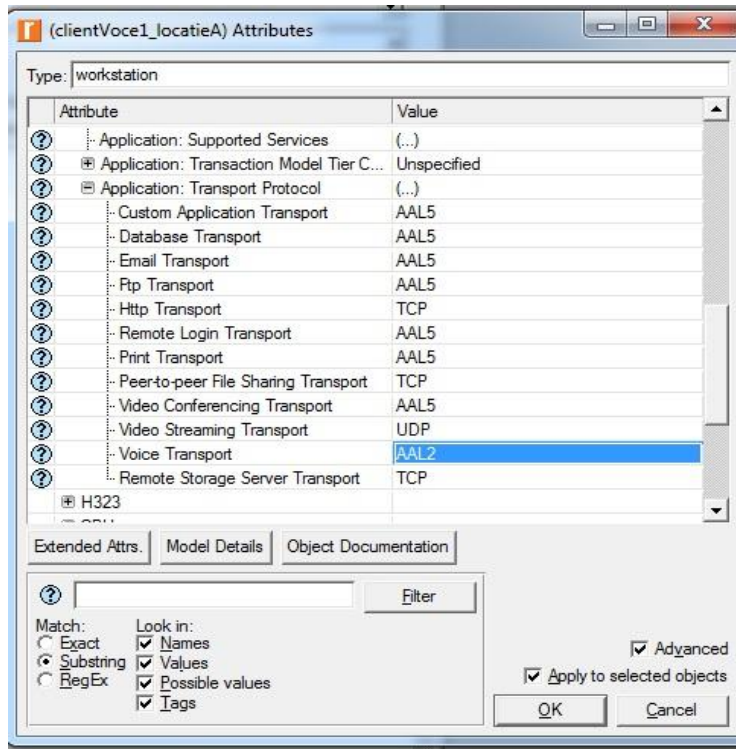 (clientVoce1_locatieA) Attributes
Type: workstation
Attribute Value
Application: Supported Services (...)
Application: Transaction Model Tier C... Unspecified
Application: Transport Protocol (...)
Custom Application Transport AAL5
Database Transport AAL5
Email Transport AAL5
Ftp Transport AAL5
Http Transport TCP
Remote Login Transport AAL5
Print Transport AAL5
Peer-to-peer File Sharing Transport TCP
Video Conferencing Transport AAL5
Video Streaming Transport UDP
Voice Transport AAL2
Remote Storage Server Transport TCP
H323
Extended Attrs. Model Details Object Documentation
Filter
Match: Look in:
Exact Names
Substring Values
RegEx Possible values
Tags
Advanced
Apply to selected objects
OK Cancel